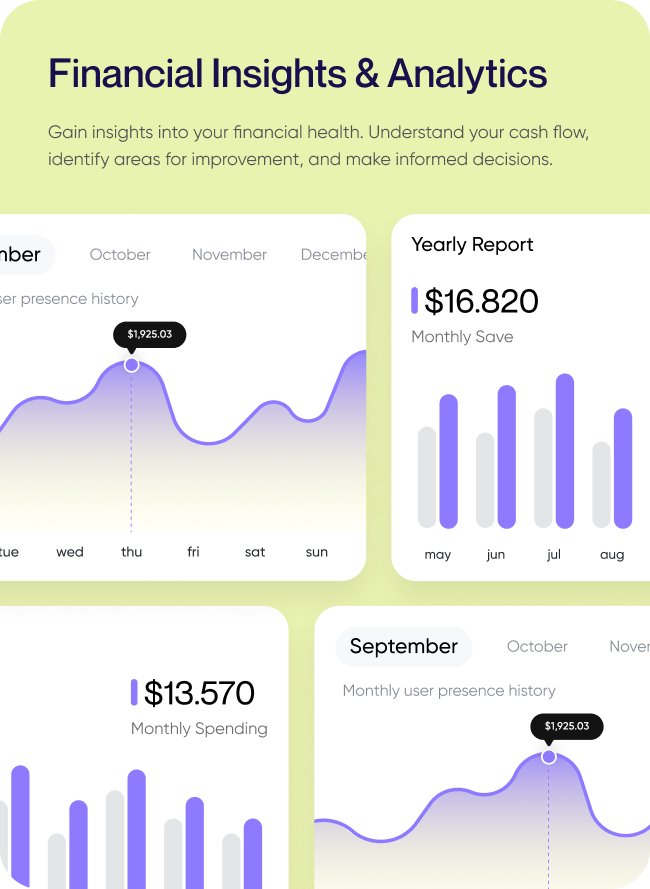 Financial Insights & Analytics
Gain insights into your financial health. Understand your cash flow,
identify areas for improvement, and make informed decisions.
mber October November Decembe
ser presence history
$1,925.03
tue wed thu fri sat sun
Yearly Report
$16.820
Monthly Save
may jun jul aug
$13.570
Monthly Spending
September October Nover
Monthly user presence history
$1,925.03